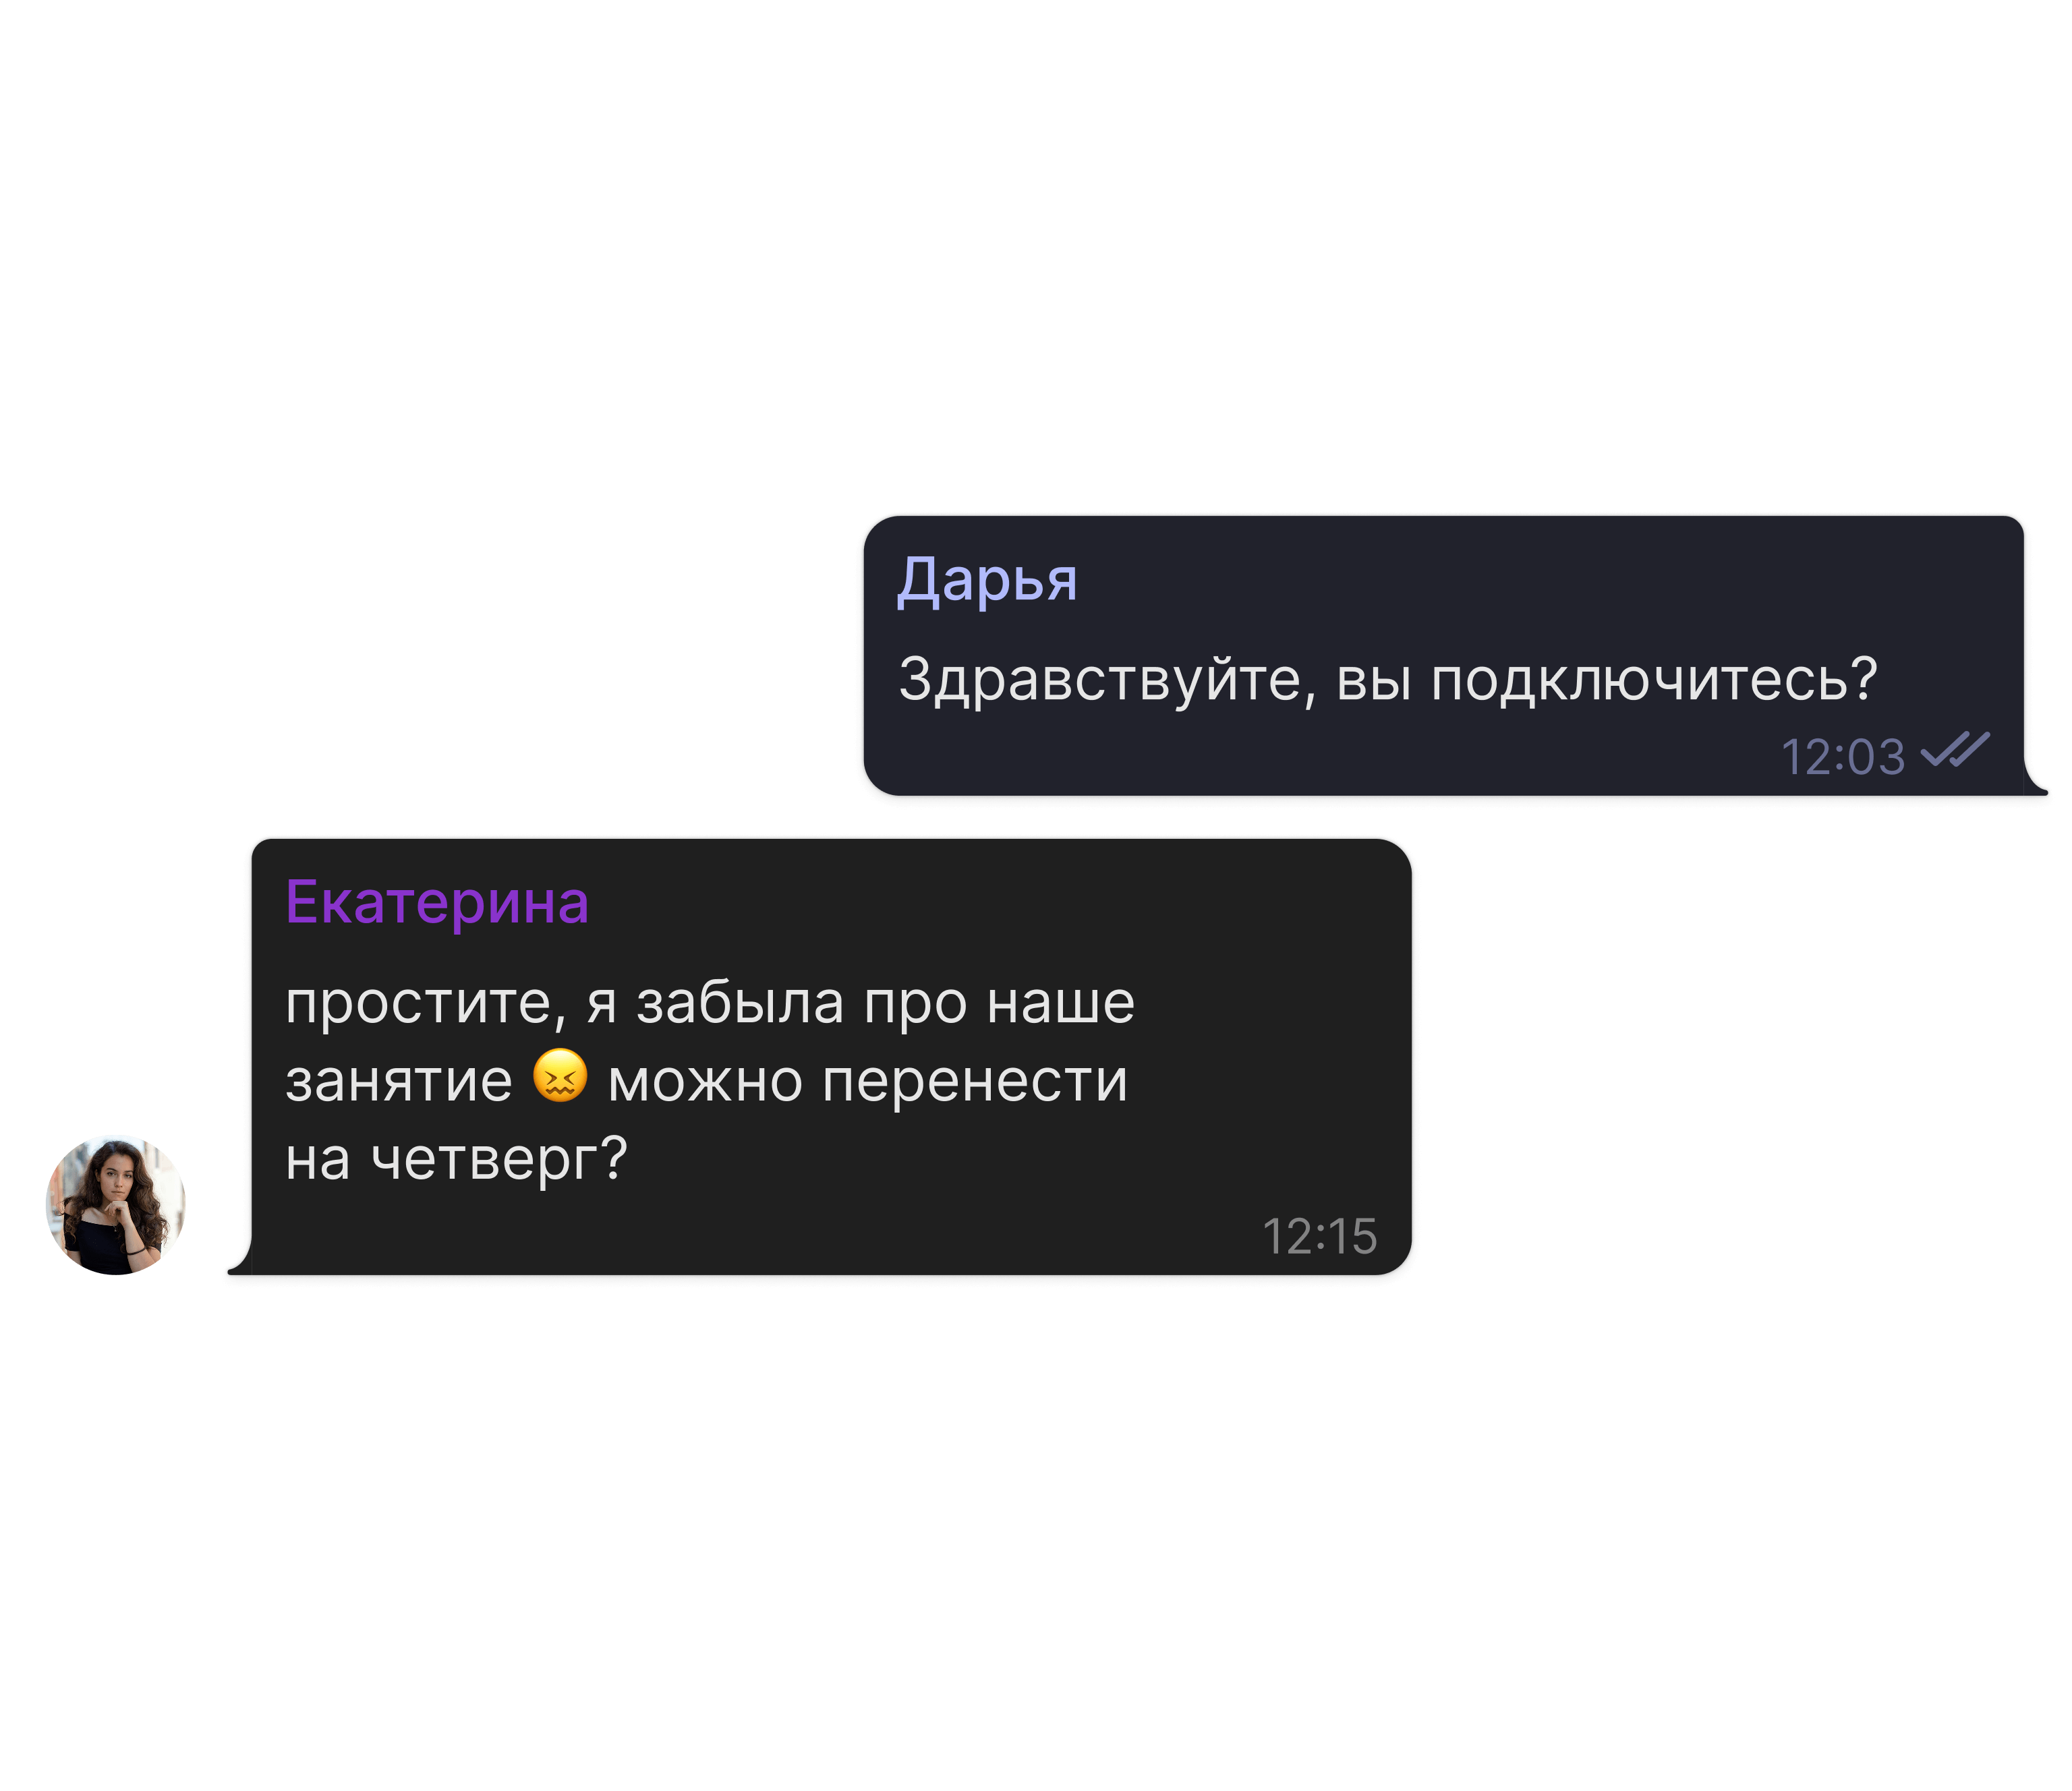 Дарья
Здравствуйте, вы подключитесь?
12:03
Екатерина
простите, я забыла про наше
занятие 😖 можно перенести
на четверг?
12:15